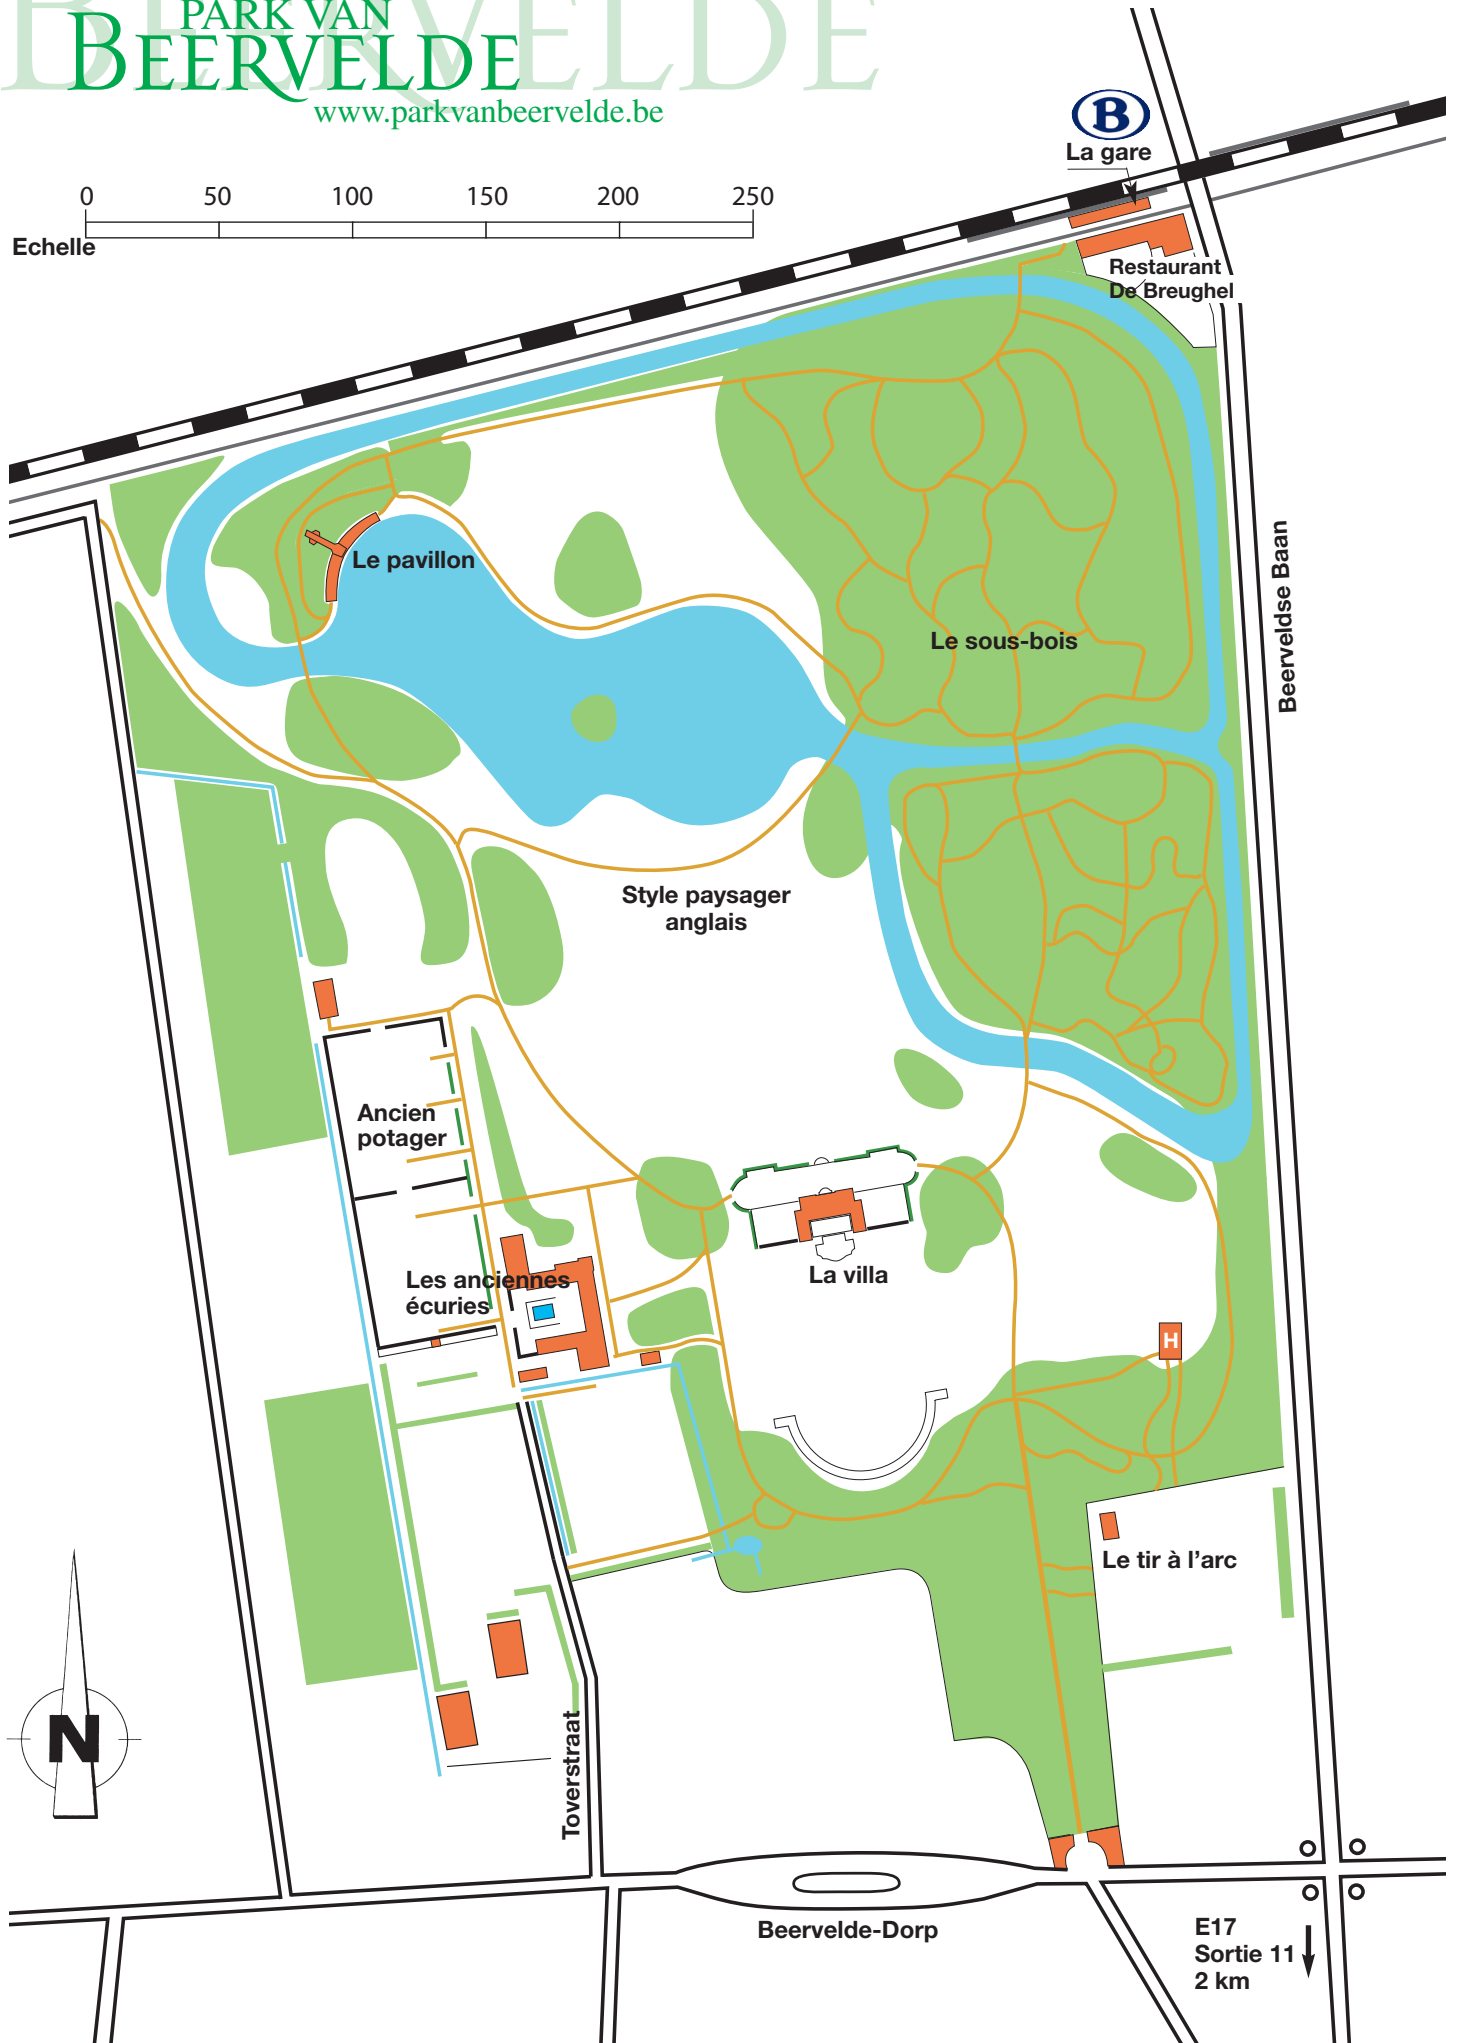 BEERVELDE
PARK VAN
BEERVELDE
www.parkvanbeervelde.be
B
La gare
0 50 100 150 200 250
Echelle
Restaurant
De Breughel
Le pavillon
Beerveldse Baan
Le sous-bois
Style paysager
anglais
Ancien
potager
La villa
Les anciennes
écuries
H
Le tir à l'arc
N
Toverstraat
Beervelde-Dorp
E17
Sortie 11
2 km